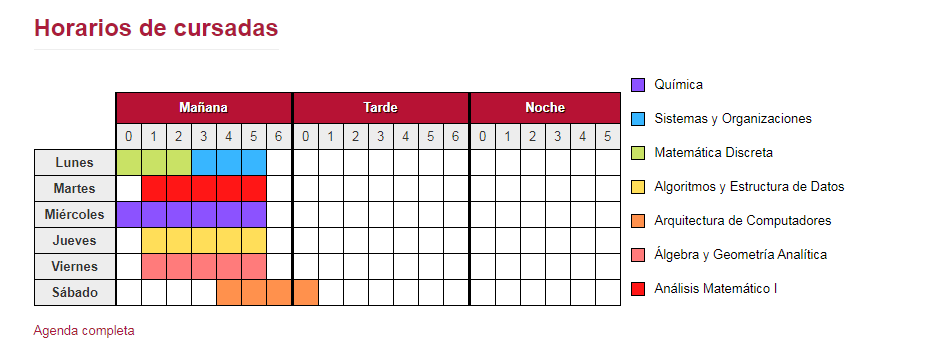 Horarios de cursadas
Mañana Tarde Noche
0 1 2 3 4 5 6 0 1 2 3 4 5 6 0 1 2 3 4 5
Lunes
Martes
Miércoles
Jueves
Viernes
Sábado
Química
Sistemas y Organizaciones
Matemática Discreta
Algoritmos y Estructura de Datos
Arquitectura de Computadores
Álgebra y Geometría Analítica
Análisis Matemático I
Agenda completa